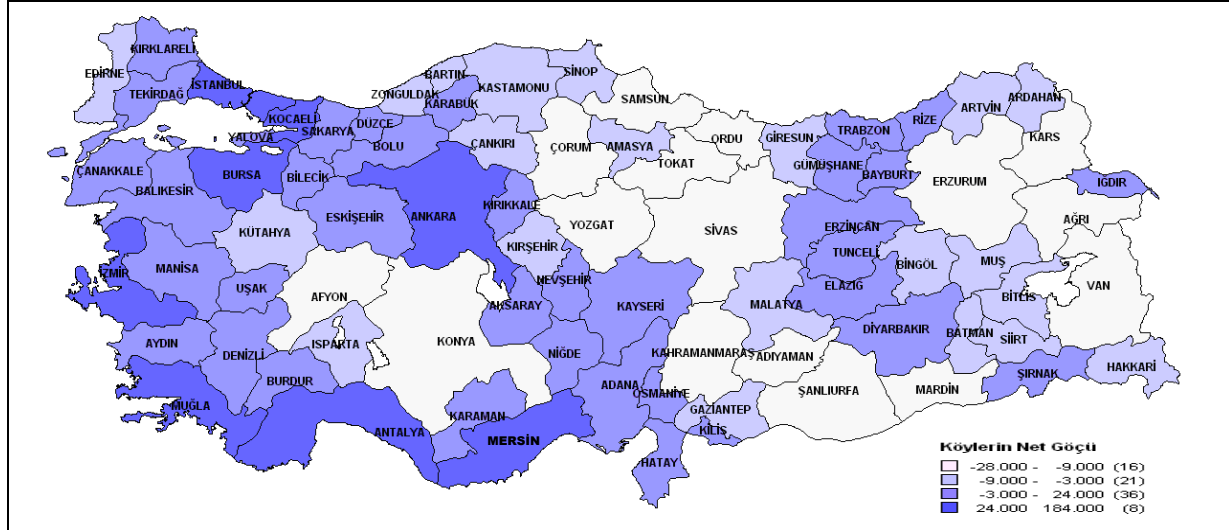 KIRKLARELİ
EDİRNE
TEKİRDAĞ
İSTANBUL
KOCAELİ
YALOVA
SAKARYA
DÜZCE
BOLU
ZONGULDAK
BARTIN
KARABÜK
KASTAMONU
SİNOP
ÇANKIRI
SAMSUN
ÇORUM
AMASYA
ORDU
TOKAT
GİRESUN
TRABZON
GÜMÜŞHANE
BAYBURT
RİZE
ARTVİN
ARDAHAN
KARS
ERZURUM
IĞDIR
AĞRI
ÇANAKKALE
BALIKESİR
BURSA
BİLECİK
ESKİŞEHİR
ANKARA
KIRIKKALE
YOZGAT
SİVAS
ERZİNCAN
TUNCELİ
BİNGÖL
MUŞ
VAN
KÜTAHYA
KIRŞEHİR
NEVŞEHİR
KAYSERİ
MALATYA
ELAZIĞ
BİTLİS
İZMİR
MANİSA
UŞAK
AFYON
AKSARAY
DİYARBAKIR
BATMAN
SİİRT
AYDIN
DENİZLİ
ISPARTA
KONYA
NİĞDE
KAHRAMANMARAŞ
ADIYAMAN
ŞIRNAK
HAKKARİ
BURDUR
KARAMAN
ADANA
OSMANİYE
GAZİANTEP
ŞANLIURFA
MARDİN
MUĞLA
ANTALYA
MERSİN
KİLİS
HATAY
Köylerin Net Göçü
-28.000 - -9.000 (16)
-9.000 - -3.000 (21)
-3.000 - 24.000 (36)
24.000 184.000 (8)